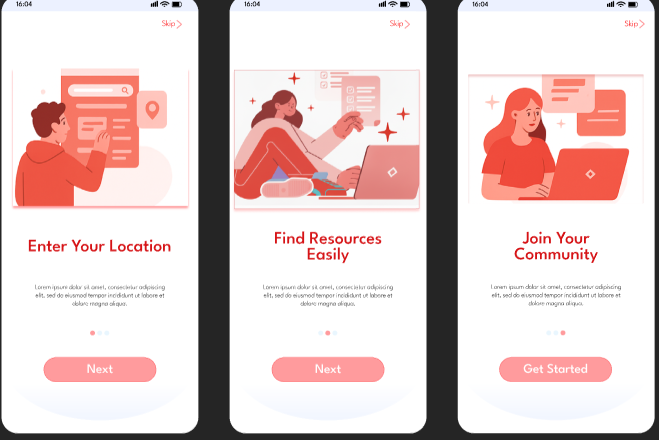 16:04
Skip
Enter Your Location
Lorem ipsum dolor sit amet, consectetur adipiscing
elit, sed do eiusmod tempor incididunt ut labore et
dolore magna aliqua.
Next
16:04
Skip
Find Resources
Easily
Lorem ipsum dolor sit amet, consectetur adipiscing
elit, sed do eiusmod tempor incididunt ut labore et
dolore magna aliqua.
Next
16:04
Skip
Join Your
Community
Lorem ipsum dolor sit amet, consectetur adipiscing
elit, sed do eiusmod tempor incididunt ut labore et
dolore magna aliqua.
Get Started